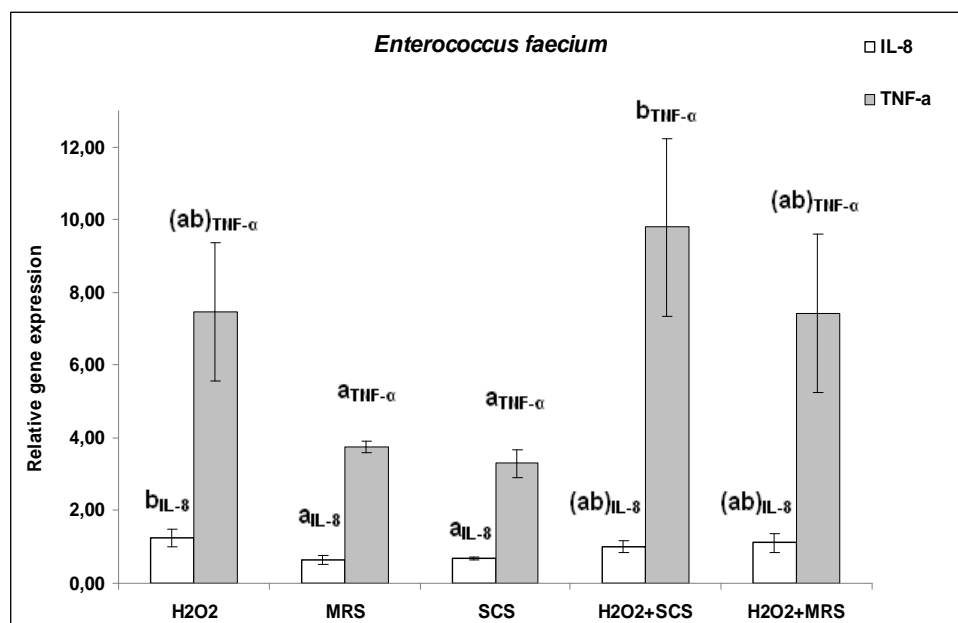 Enterococcus faecium
IL-8
TNF-a
Relative gene expression
12,00
10,00
8,00
6,00
4,00
2,00
0,00
(ab)TNF-α
bIL-8
aTNF-α
aIL-8
aTNF-α
aIL-8
bTNF-α
(ab)IL-8
(ab)TNF-α
(ab)IL-8
H2O2 MRS SCS H2O2+SCS H2O2+MRS